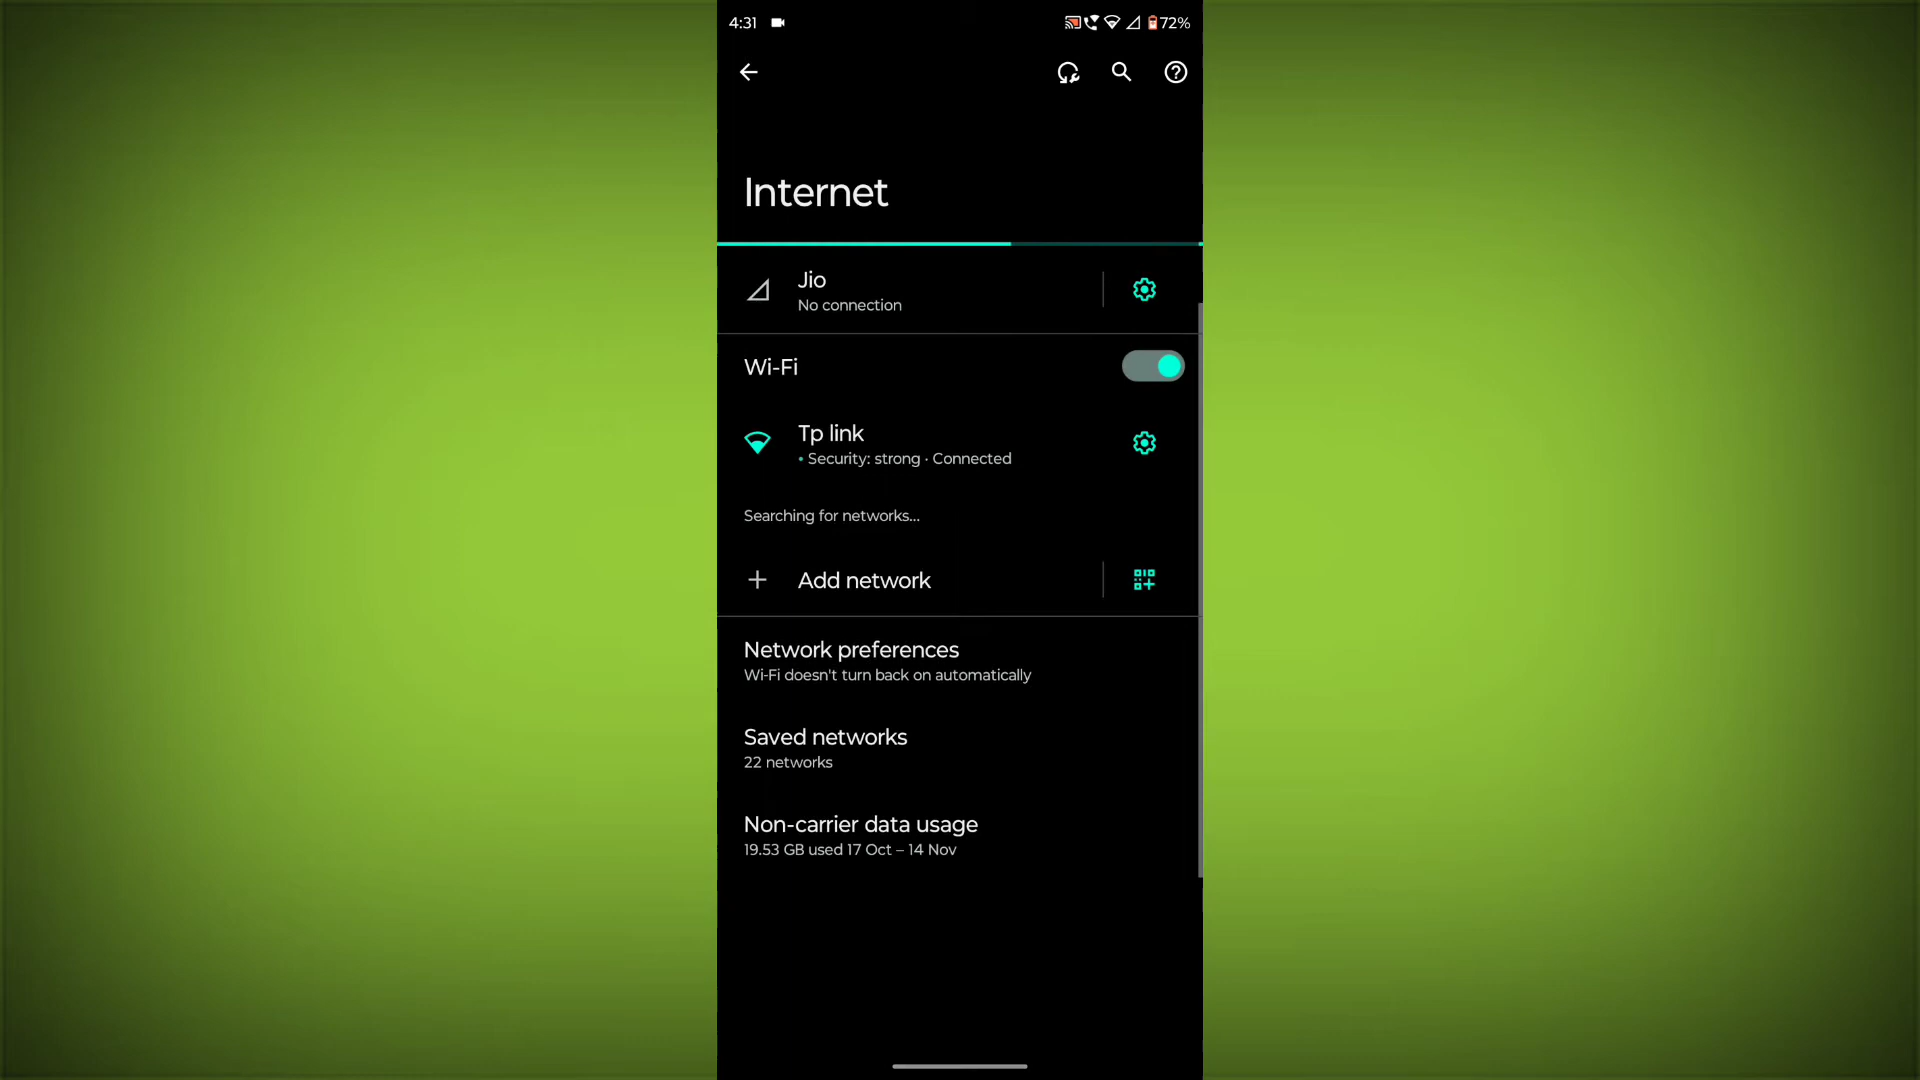 4:31
72%
Internet
Jio
No connection
Wi-Fi
Tp link
• Security: strong · Connected
Searching for networks...
Add network
Network preferences
Wi-Fi doesn't turn back on automatically
Saved networks
22 networks
Non-carrier data usage
19.53 GB used 17 Oct – 14 Nov